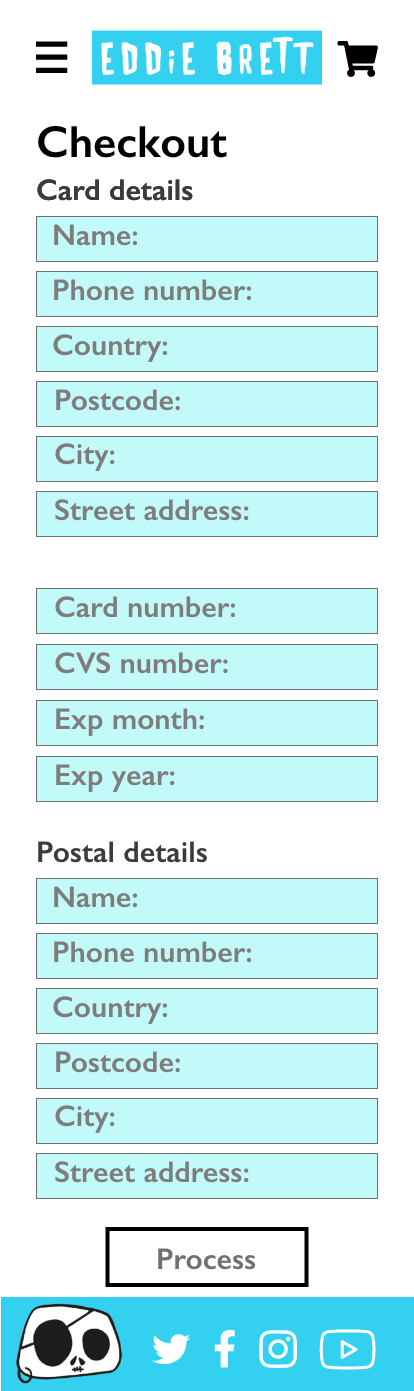 EDDiE BRETT
Checkout
Card details
Name:
Phone number:
Country:
Postcode:
City:
Street address:
Card number:
CVS number:
Exp month:
Exp year:
Postal details
Name:
Phone number:
Country:
Postcode:
City:
Street address:
Process